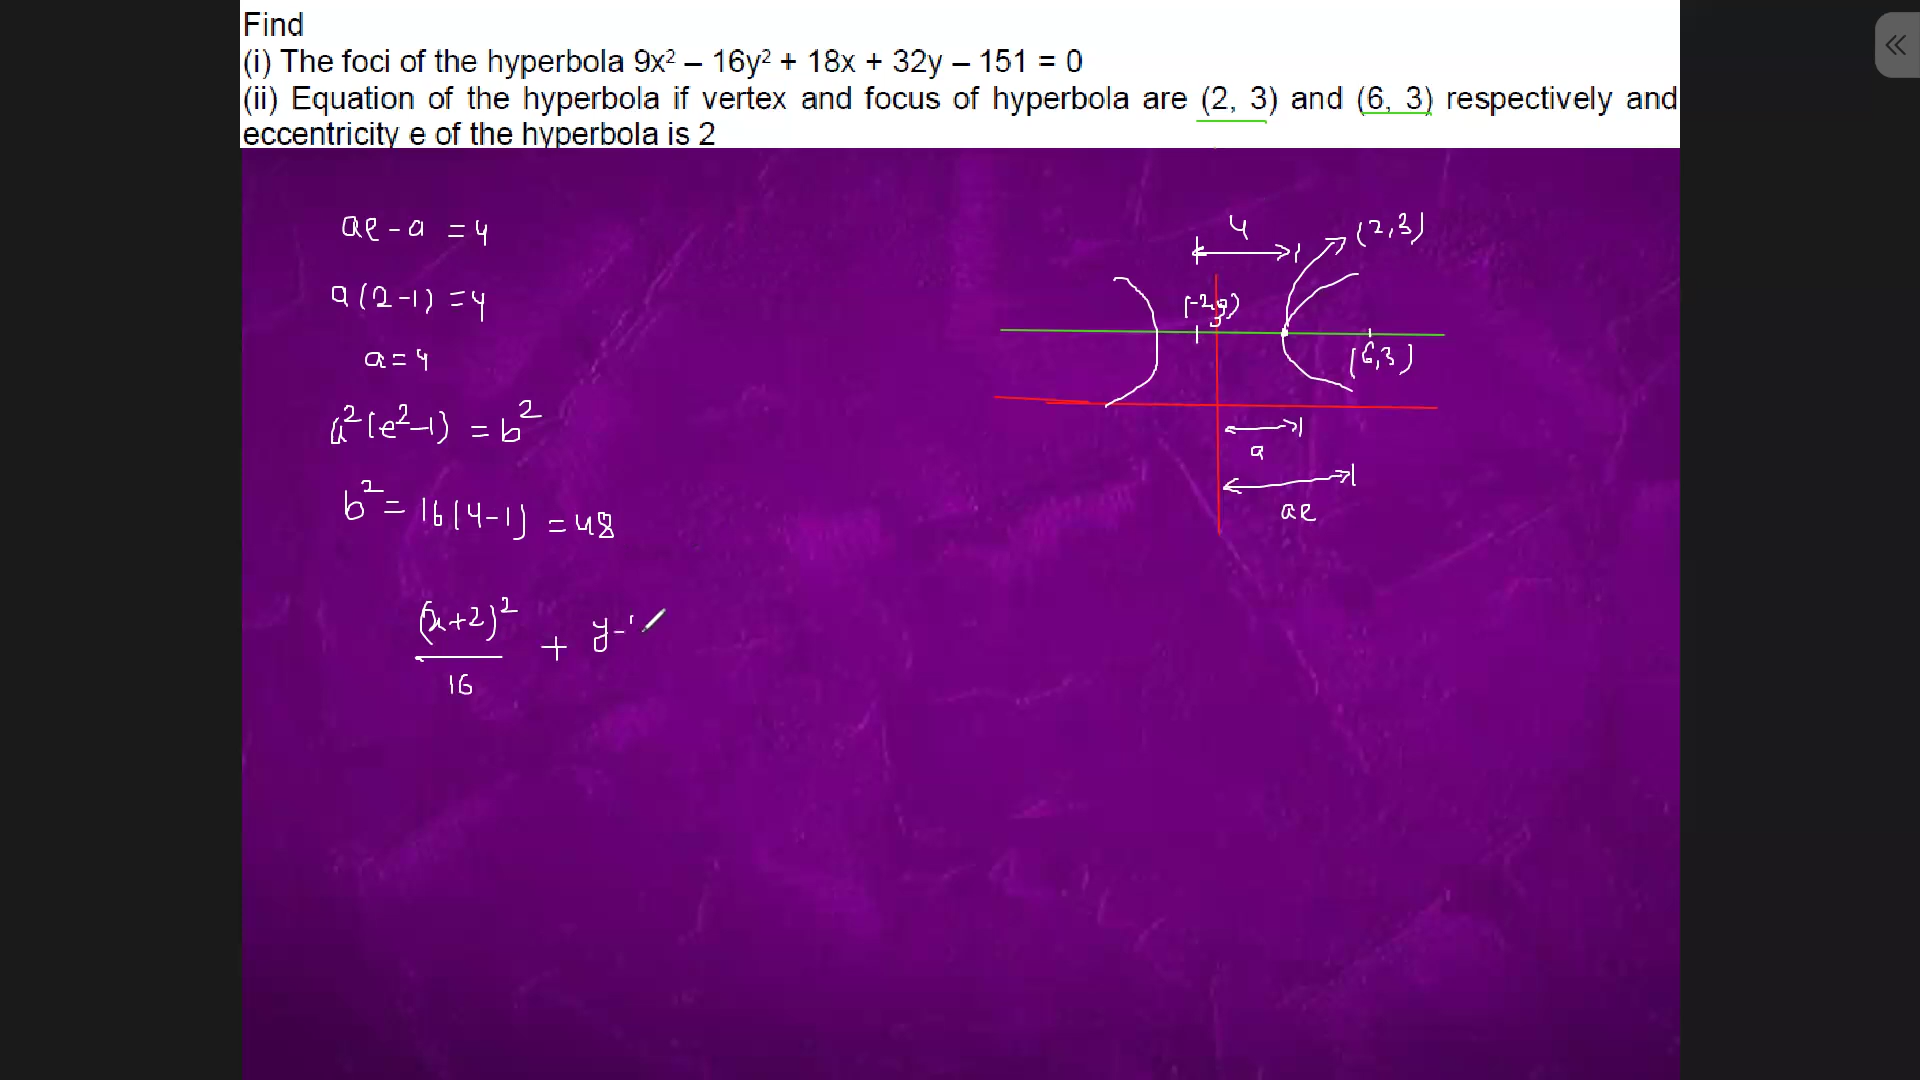 Find
(i) The foci of the hyperbola 9x² – 16y² + 18x + 32y – 151 = 0
(ii) Equation of the hyperbola if vertex and focus of hyperbola are (2, 3) and (6, 3) respectively and
eccentricity e of the hyperbola is 2
ae - a = 4
a(2-1) = 4
a = 4
a²(e²-1) = b²
b² = 16(4-1) = 48
(x+2)²
+ y-
16
4
(2,3)
(6,3)
a
ae